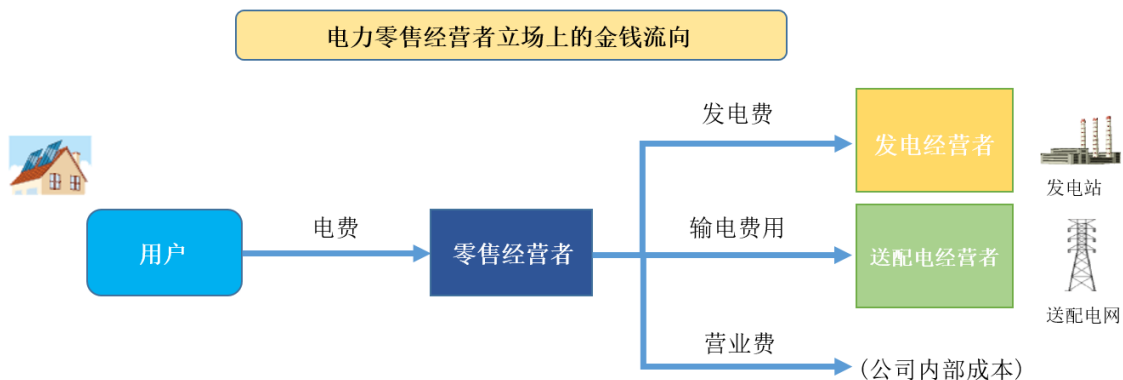 电力零售经营者立场上的金钱流向
发电费
发电经营者
发电站
用户
电费
零售经营者
输电费用
送配电经营者
送配电网
营业费
(公司内部成本)